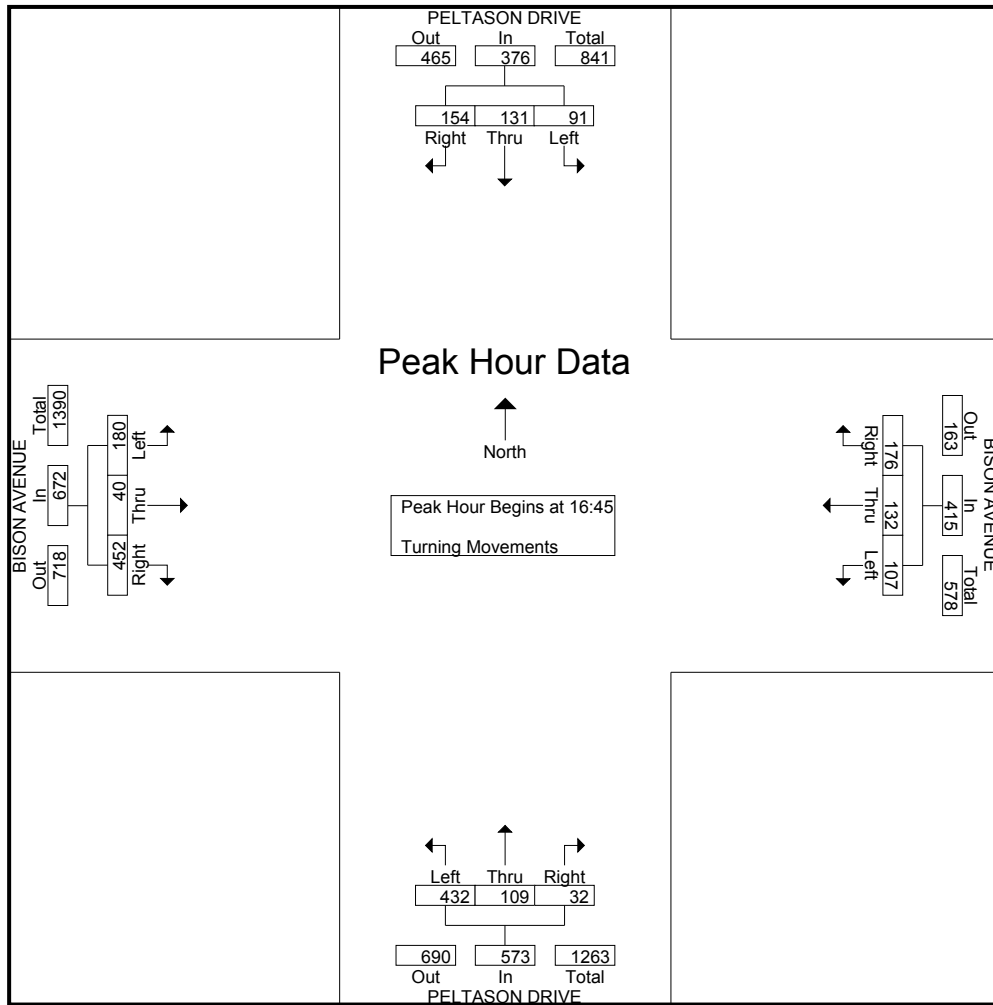 PELTASON DRIVE
Out In Total
465 376 841
154 131 91
Right Thru Left
Peak Hour Data
North
Peak Hour Begins at 16:45
Turning Movements
BISON AVENUE
Out In Total
718 672 1390
452 40 180
Right Thru Left
BISON AVENUE
Out In Total
163 415 578
176 132 107
Right Thru Left
Left Thru Right
432 109 32
690 573 1263
Out In Total
PELTASON DRIVE